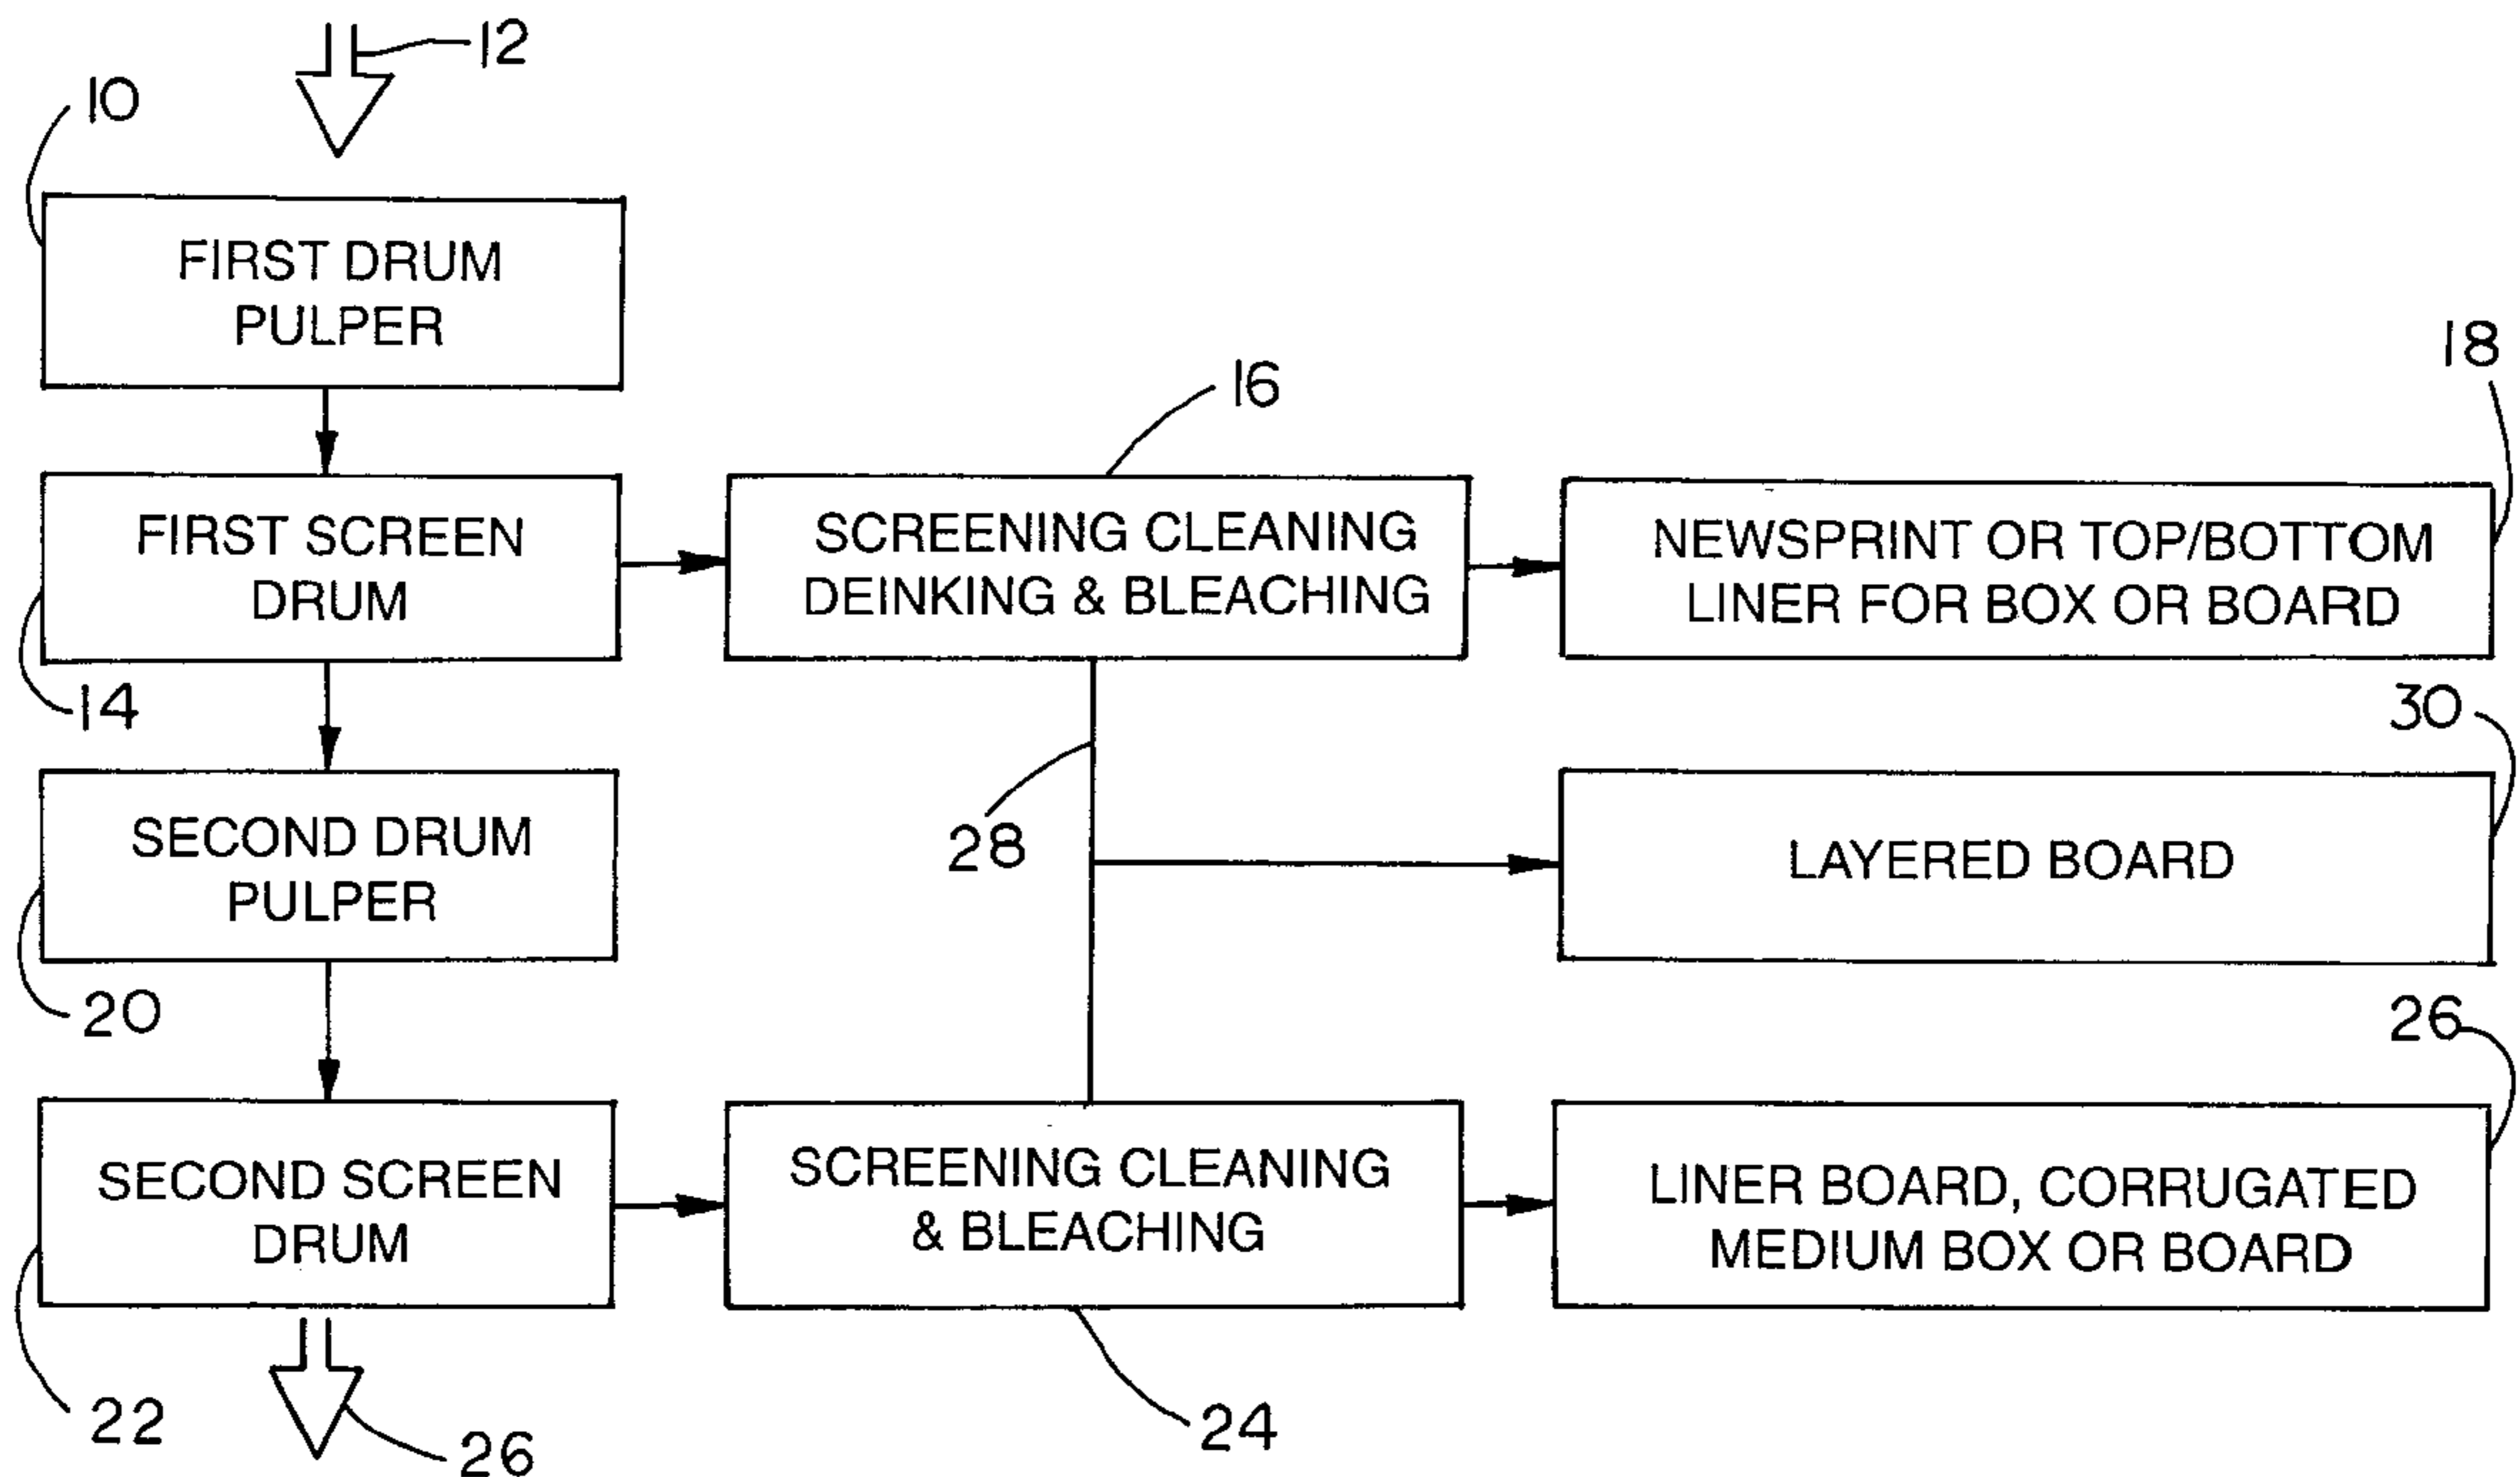 12
10
FIRST DRUM
PULPER
16
18
FIRST SCREEN
DRUM
SCREENING CLEANING
DEINKING & BLEACHING
NEWSPRINT OR TOP/BOTTOM
LINER FOR BOX OR BOARD
14
30
28
SECOND DRUM
PULPER
LAYERED BOARD
20
26
SECOND SCREEN
DRUM
SCREENING CLEANING
& BLEACHING
LINER BOARD, CORRUGATED
MEDIUM BOX OR BOARD
22
26
24